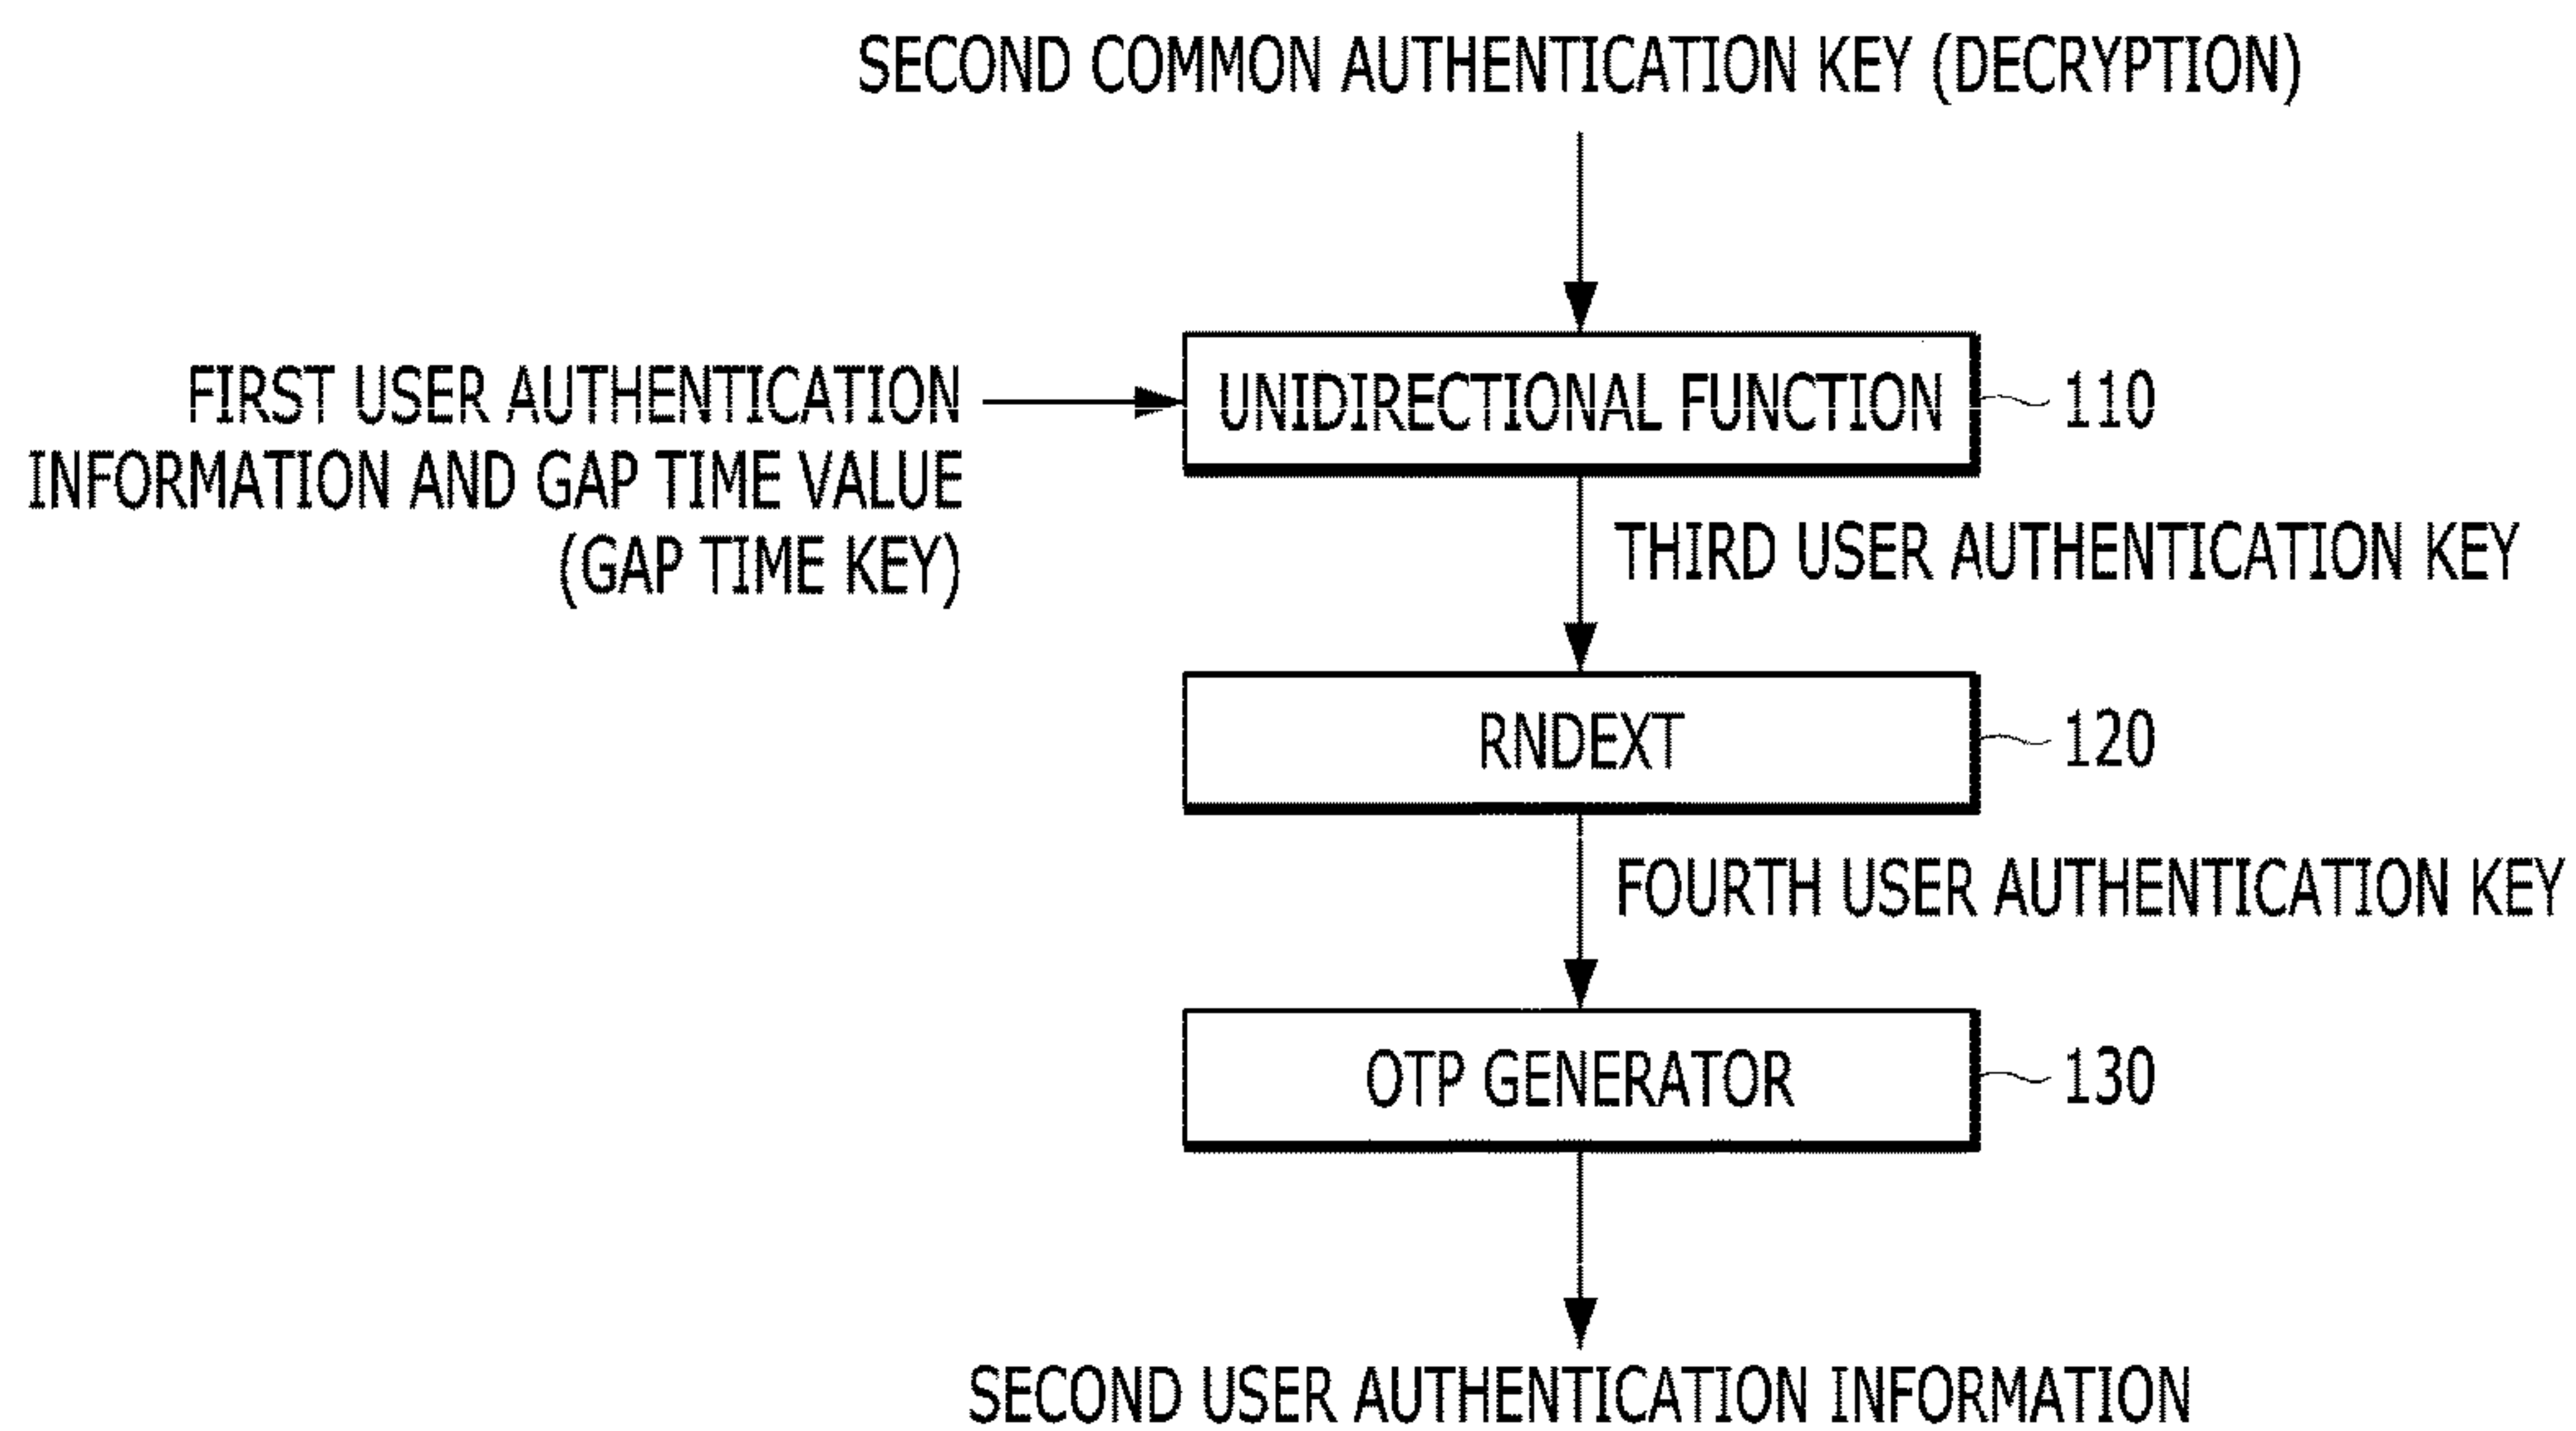 SECOND COMMON AUTHENTICATION KEY (DECRYPTION)
FIRST USER AUTHENTICATION
INFORMATION AND GAP TIME VALUE
(GAP TIME KEY)
UNIDIRECTIONAL FUNCTION
110
THIRD USER AUTHENTICATION KEY
RNDEXT
120
FOURTH USER AUTHENTICATION KEY
OTP GENERATOR
130
SECOND USER AUTHENTICATION INFORMATION